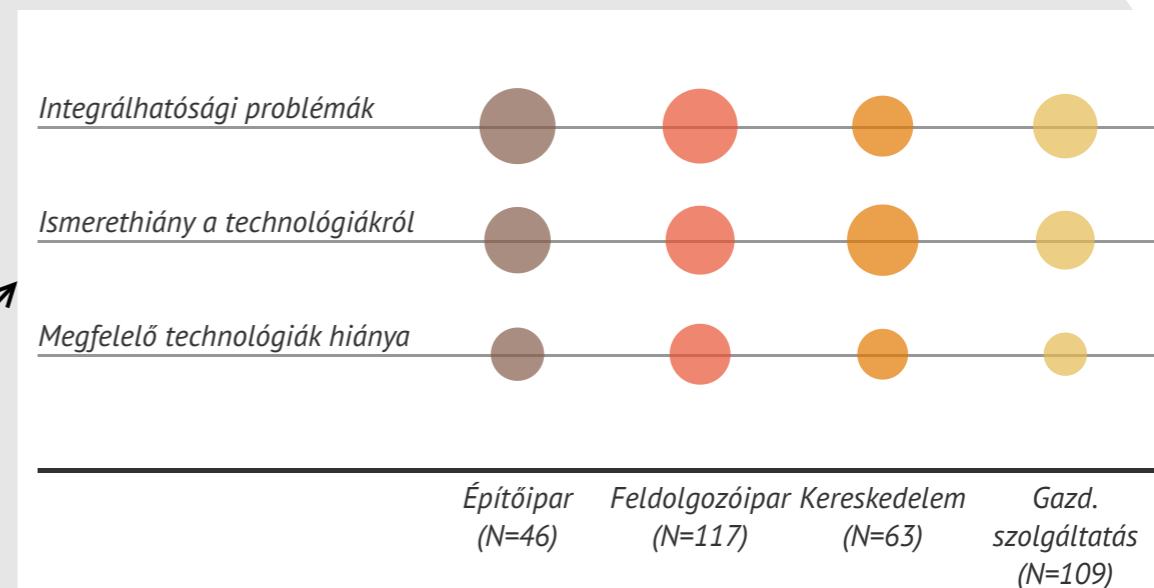 Integrálhatósági problémák
Ismerethiány a technológiákról
Megfelelő technológiák hiánya
Építőipar
(N=46)
Feldolgozóipar
(N=117)
Kereskedelem
(N=63)
Gazd.
szolgáltatás
(N=109)